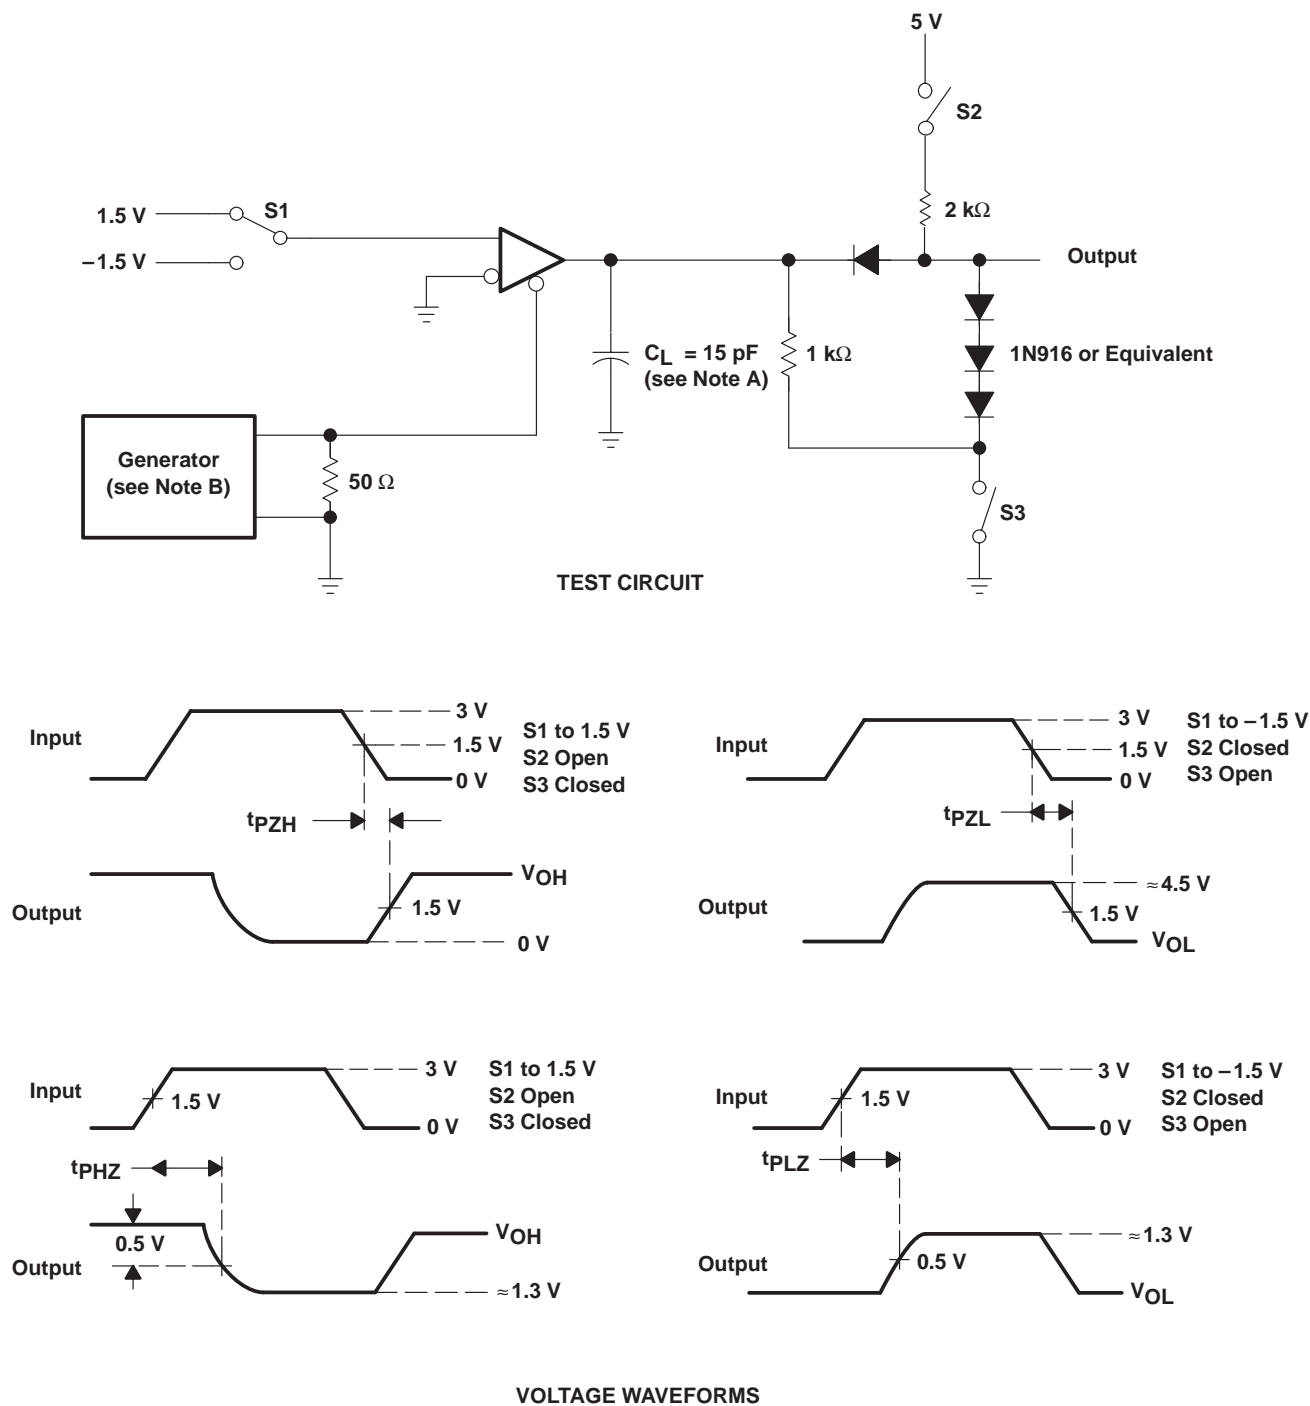 5 V
S2
1.5 V
S1
2 kΩ
–1.5 V
Output
CL = 15 pF
(see Note A)
1 kΩ
1N916 or Equivalent
Generator
(see Note B)
50 Ω
S3
TEST CIRCUIT
Input
3 V
1.5 V
0 V
S1 to 1.5 V
S2 Open
S3 Closed
tPZH
Output
VOH
1.5 V
0 V
Input
3 V
1.5 V
0 V
S1 to –1.5 V
S2 Closed
S3 Open
tPZL
Output
≈4.5 V
1.5 V
VOL
Input
1.5 V
3 V
0 V
S1 to 1.5 V
S2 Open
S3 Closed
tPHZ
0.5 V
Output
VOH
≈1.3 V
Input
1.5 V
3 V
0 V
S1 to –1.5 V
S2 Closed
S3 Open
tPLZ
Output
0.5 V
≈1.3 V
VOL
VOLTAGE WAVEFORMS